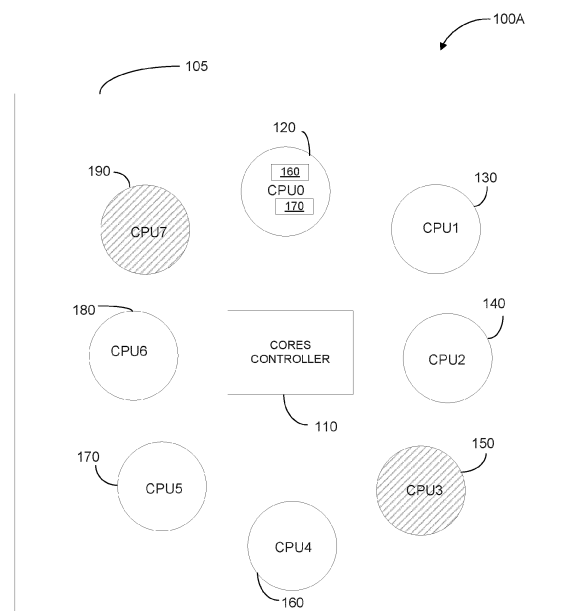 100A
105
120
190
160
CPU0
170
130
CPU7
CPU1
180
140
CPU6
CORES
CONTROLLER
CPU2
110
150
170
CPU5
CPU3
CPU4
160